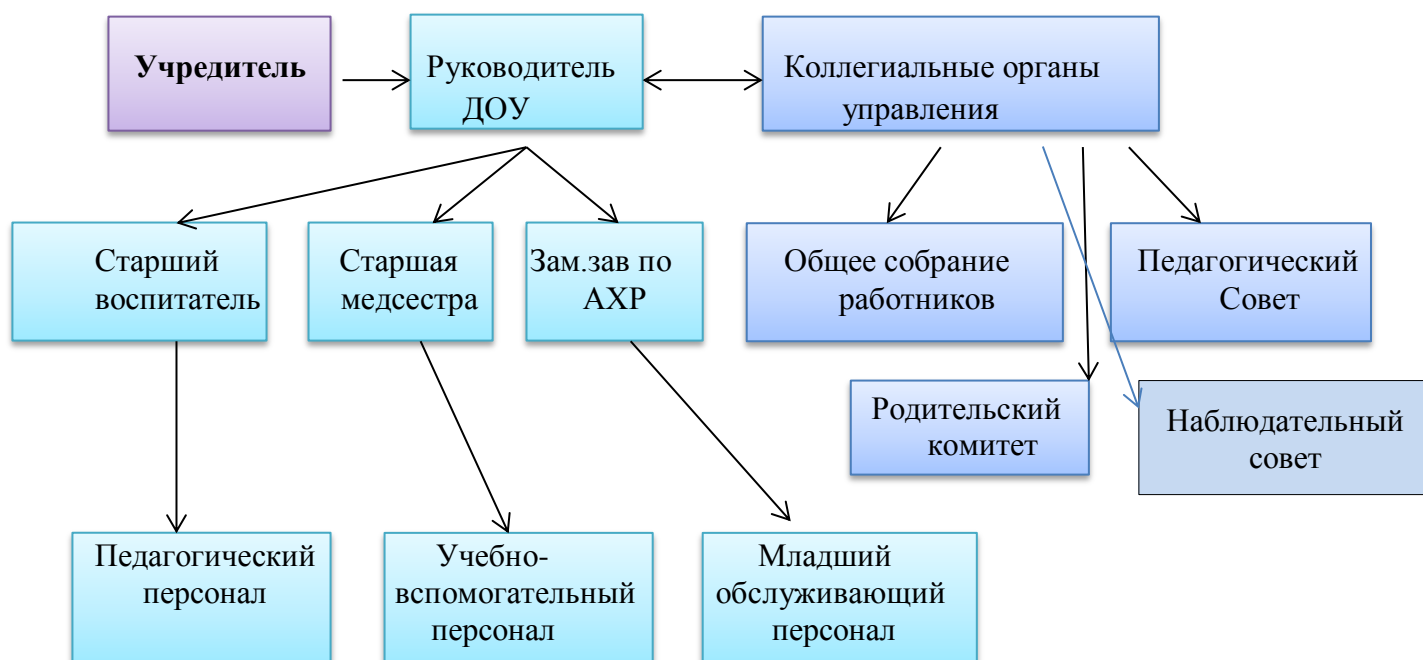 Учредитель
Руководитель
ДОУ
Коллегиальные органы
управления
Старший
воспитатель
Старшая
медсестра
Зам.зав по
АХР
Общее собрание
работников
Педагогический
Совет
Родительский
комитет
Наблюдательный
совет
Педагогический
персонал
Учебно-
вспомогательный
персонал
Младший
обслуживающий
персонал